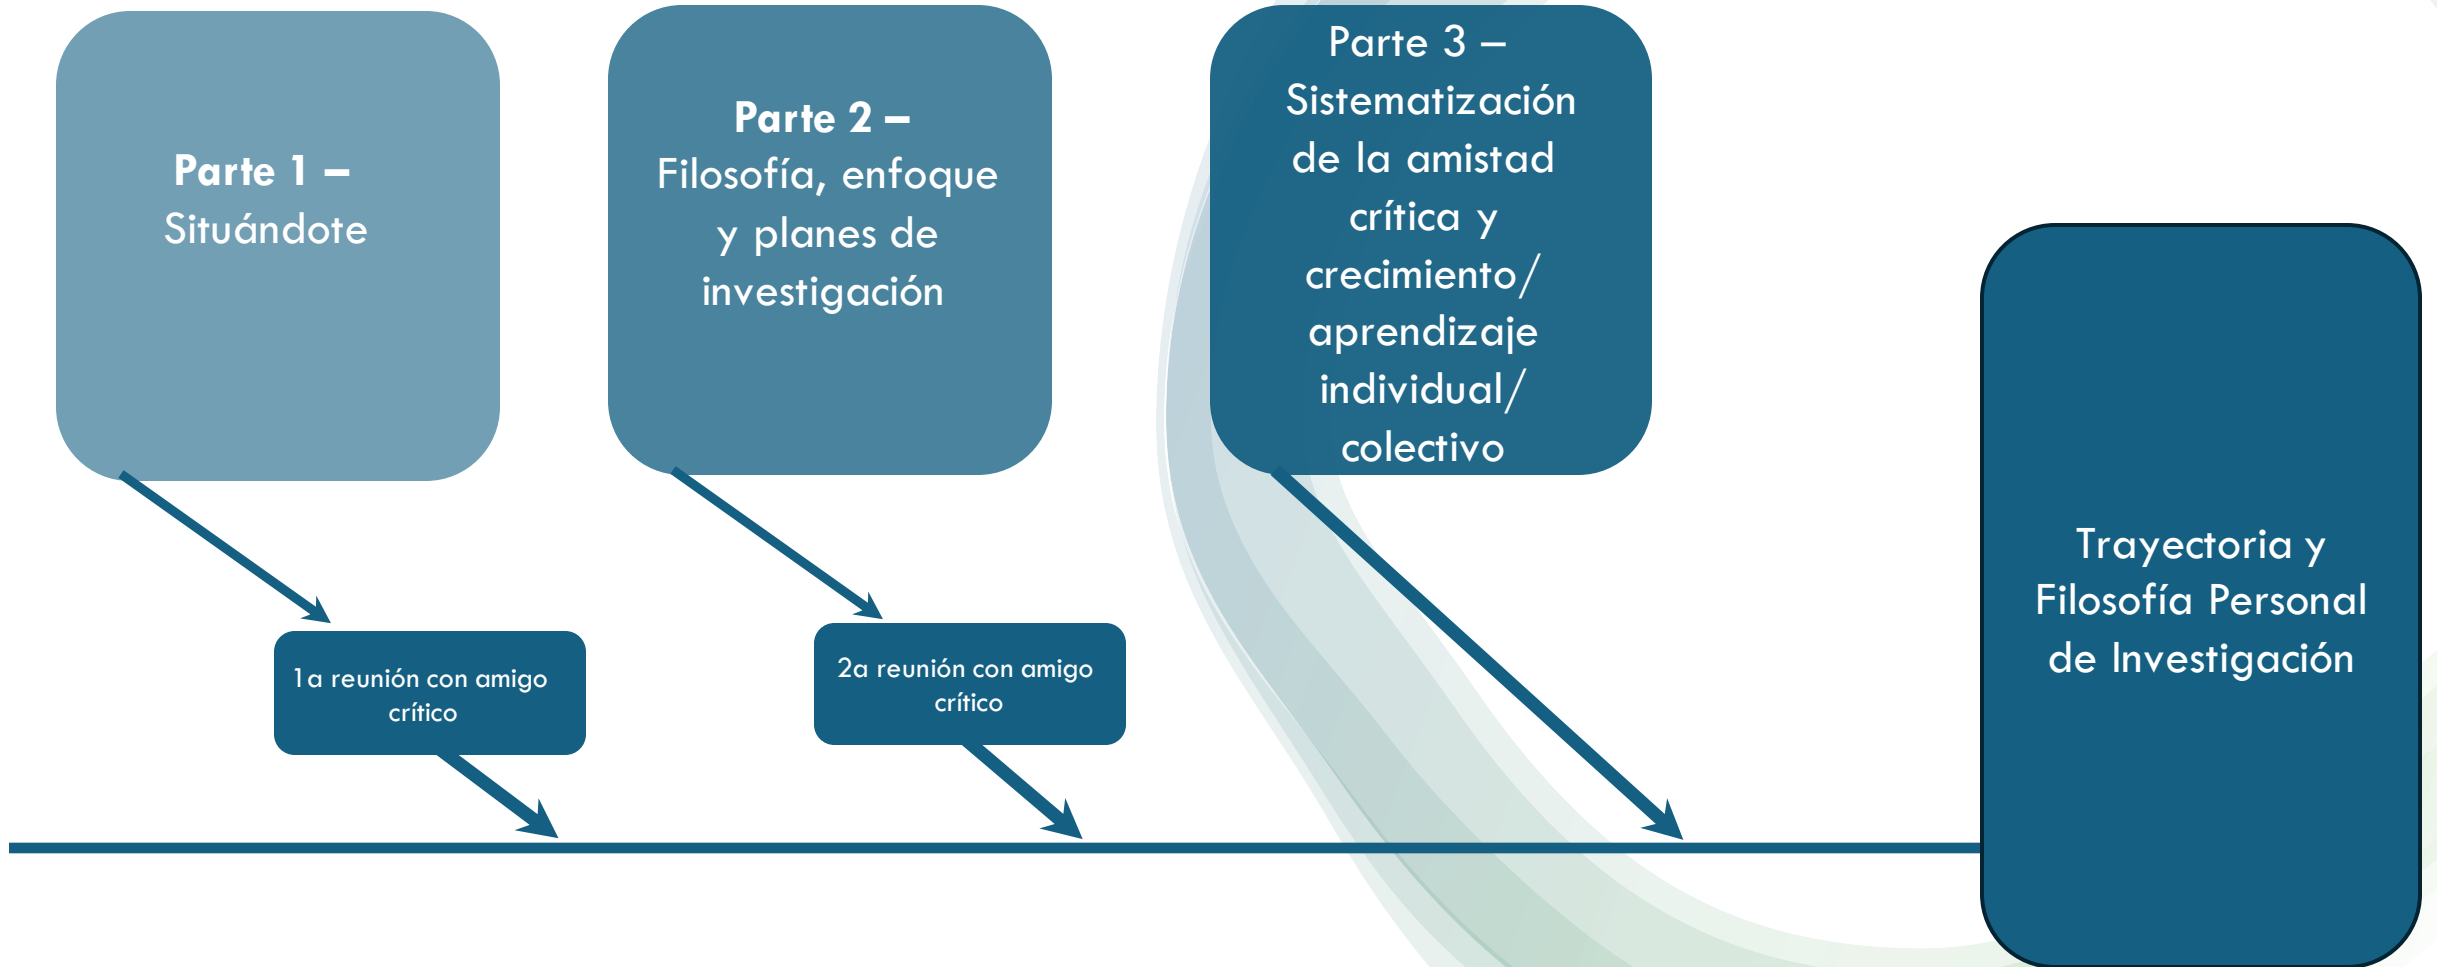 Parte 1 –
Situándote
Parte 2 –
Filosofía, enfoque
y planes de
investigación
Parte 3 –
Sistematización
de la amistad
crítica y
crecimiento/
aprendizaje
individual/
colectivo
1a reunión con amigo
crítico
2a reunión con amigo
crítico
Trayectoria y
Filosofía Personal
de Investigación